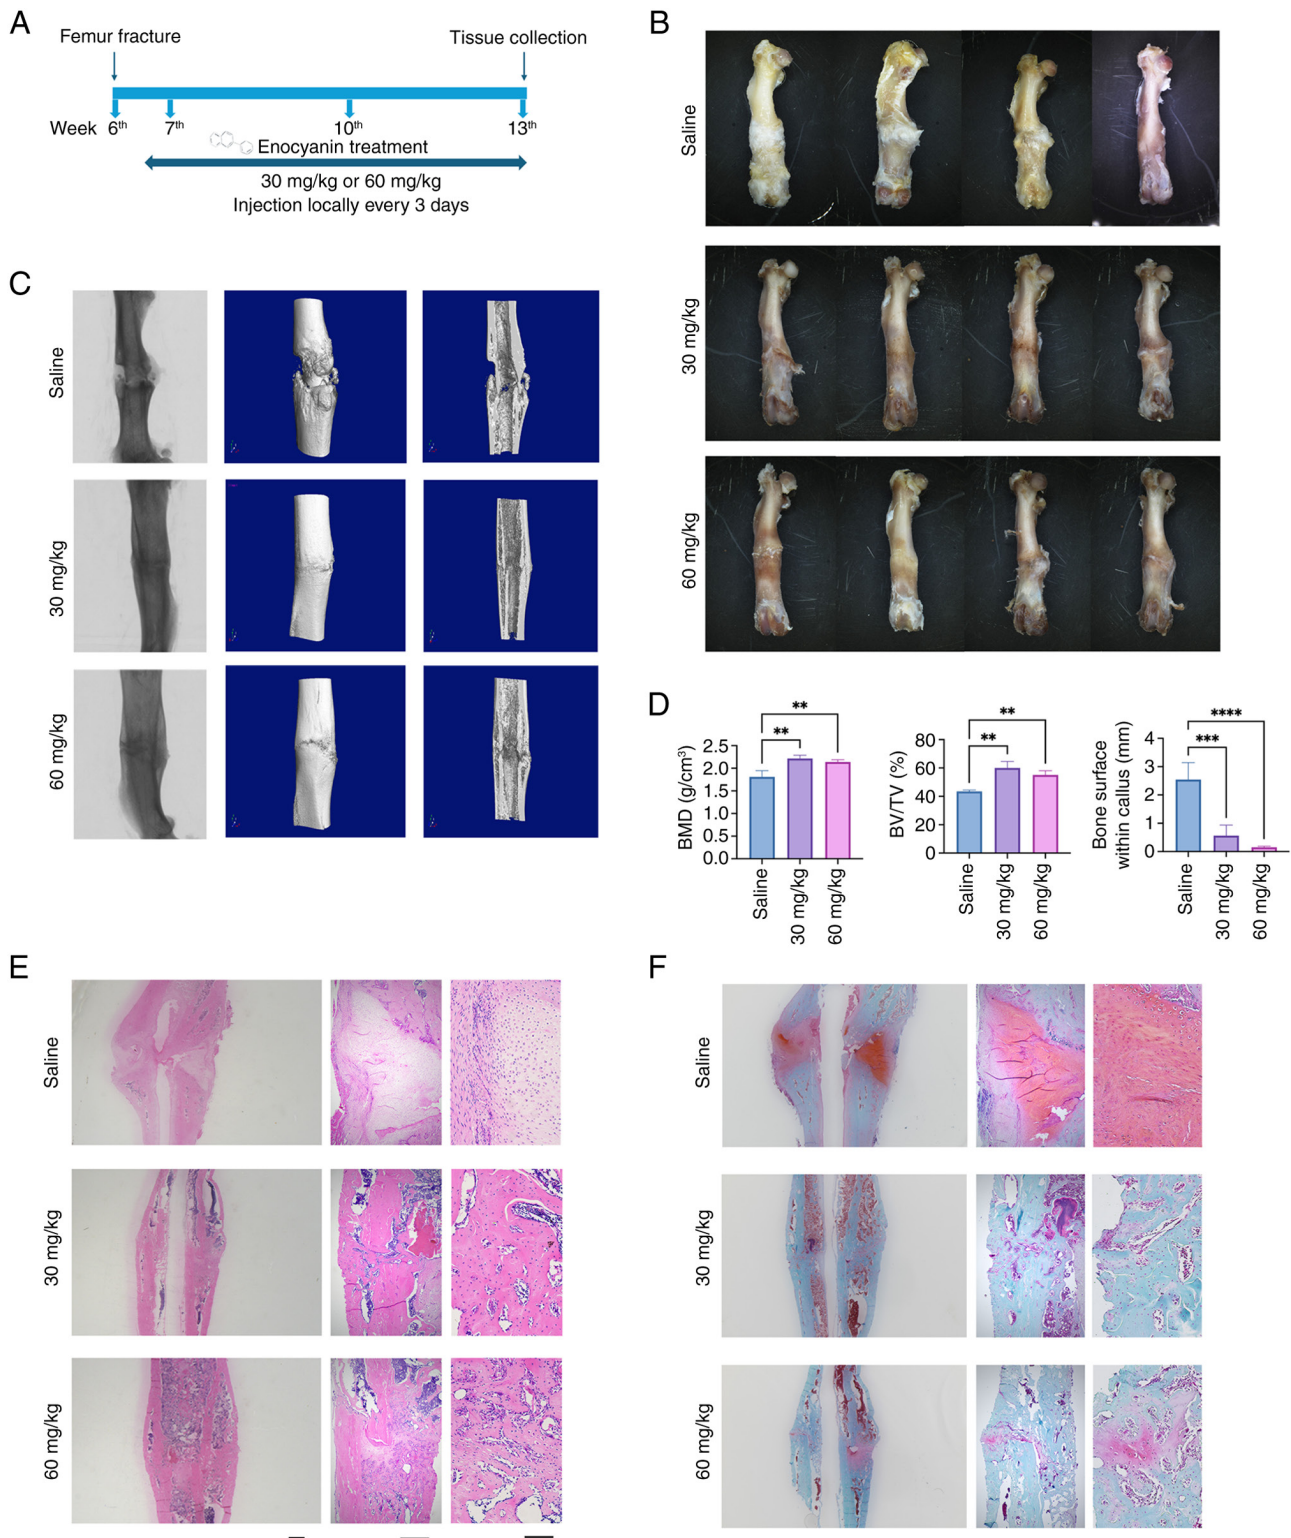 A
Femur fracture
Tissue collection
Week 6th 7th 10th 13th
Enocyanin treatment
30 mg/kg or 60 mg/kg
Injection locally every 3 days
B
Saline
30 mg/kg
60 mg/kg
C
Saline
30 mg/kg
60 mg/kg
D
BMD (g/cm³)
2.5
2.0
1.5
1.0
0.5
0.0
**
**
Saline
30 mg/kg
60 mg/kg
BV/TV (%)
80
60
40
20
0
**
**
Saline
30 mg/kg
60 mg/kg
Bone surface
within callus (mm)
4
3
2
1
0
****
***
Saline
30 mg/kg
60 mg/kg
E
Saline
30 mg/kg
60 mg/kg
F
Saline
30 mg/kg
60 mg/kg